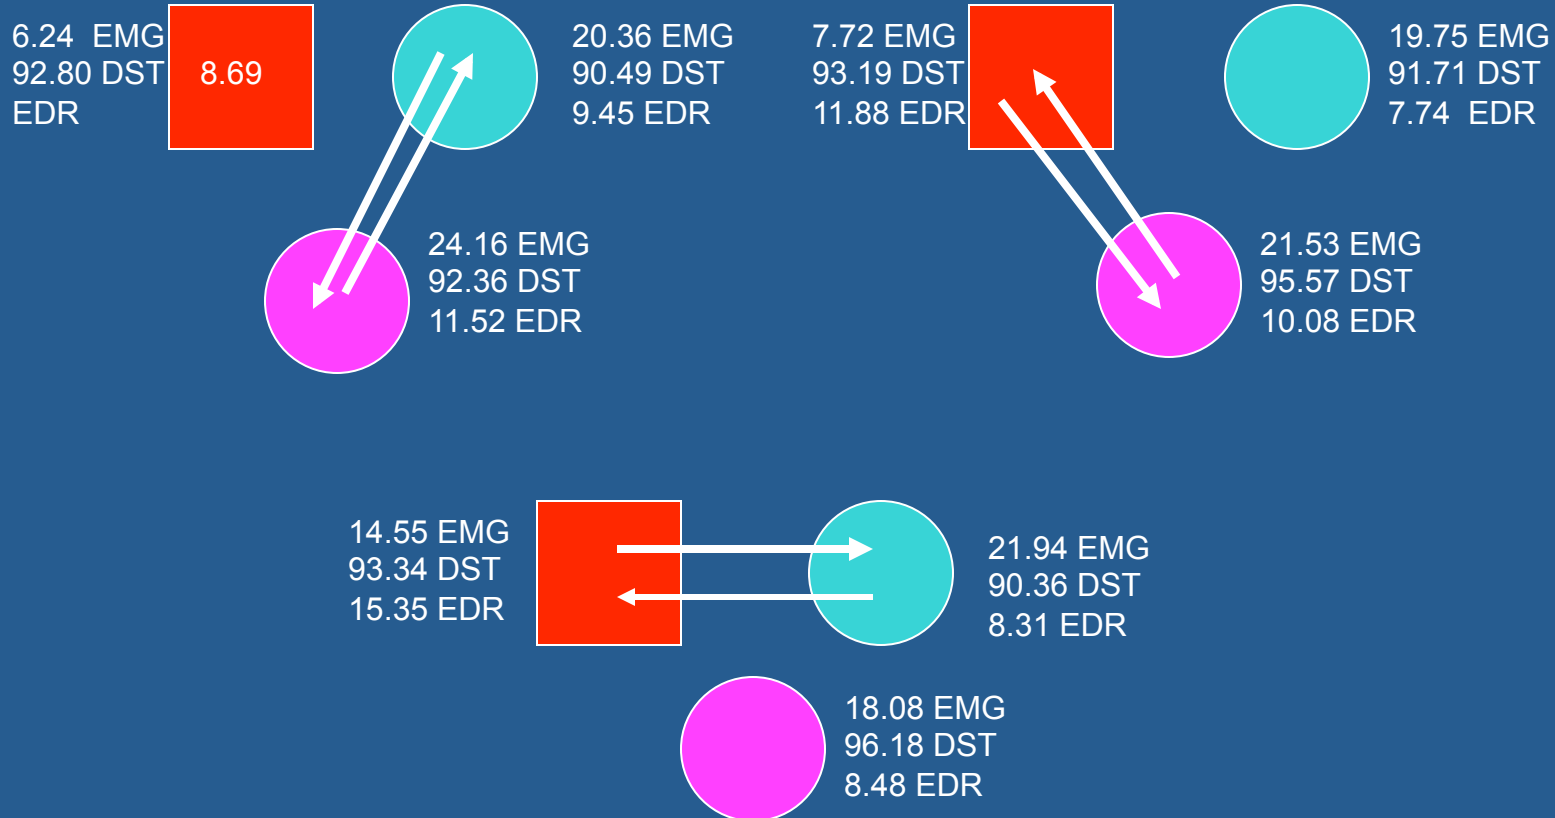 6.24 EMG
92.80 DST
EDR
8.69
20.36 EMG
90.49 DST
9.45 EDR
7.72 EMG
93.19 DST
11.88 EDR
19.75 EMG
91.71 DST
7.74 EDR
24.16 EMG
92.36 DST
11.52 EDR
21.53 EMG
95.57 DST
10.08 EDR
14.55 EMG
93.34 DST
15.35 EDR
21.94 EMG
90.36 DST
8.31 EDR
18.08 EMG
96.18 DST
8.48 EDR